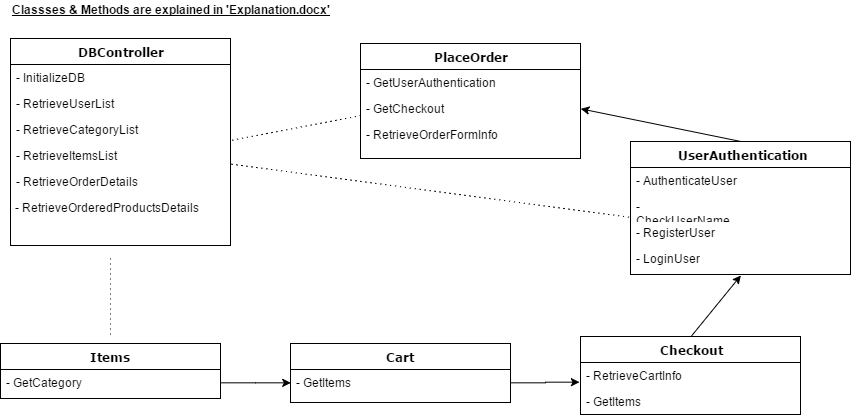 Classses & Methods are explained in 'Explanation.docx'
DBController
- InitializeDB
- RetrieveUserList
- RetrieveCategoryList
- RetrieveItemsList
- RetrieveOrderDetails
- RetrieveOrderedProductsDetails
PlaceOrder
- GetUserAuthentication
- GetCheckout
- RetrieveOrderFormInfo
UserAuthentication
- AuthenticateUser
-
CheckUserName
- RegisterUser
- LoginUser
Items
- GetCategory
Cart
- GetItems
Checkout
- RetrieveCartInfo
- GetItems